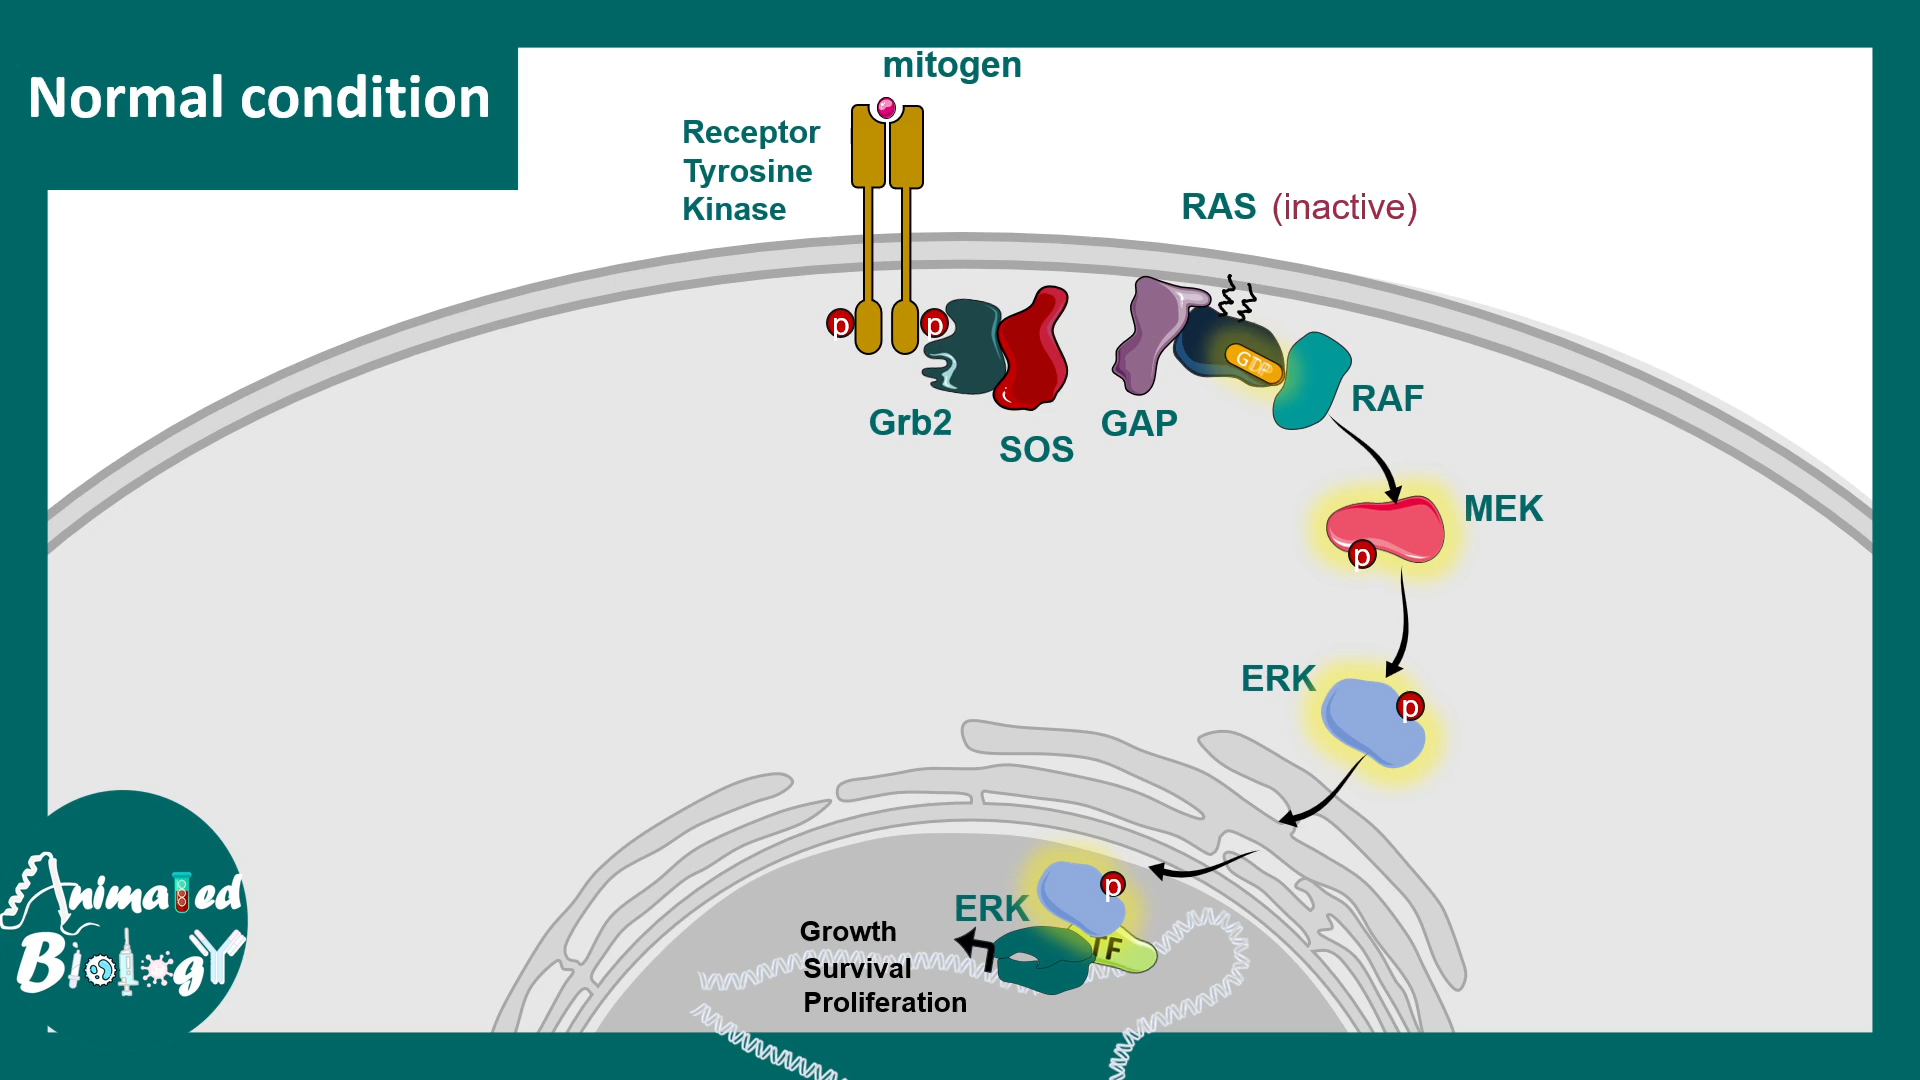 Normal condition
mitogen
Receptor
Tyrosine
Kinase
RAS (inactive)
p
p
Grb2
SOS
GAP
RAF
MEK
p
ERK
p
p
ERK
TF
Growth
Survival
Proliferation
Animated
Biology